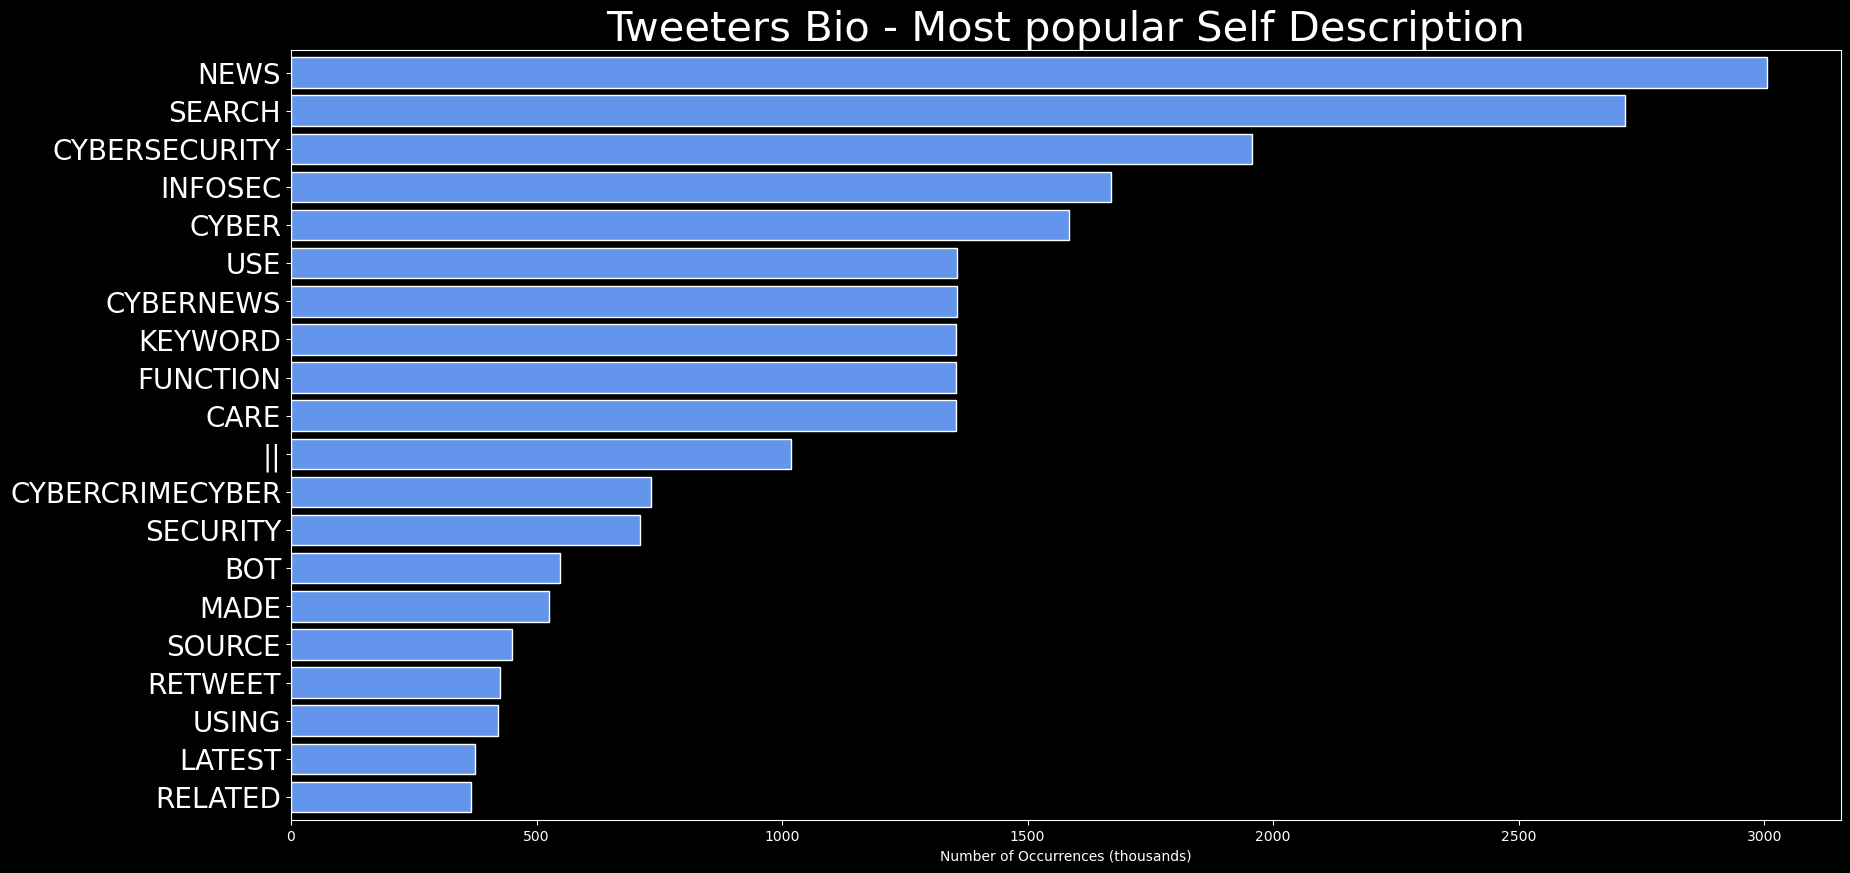 Tweeters Bio - Most popular Self Description
NEWS
SEARCH
CYBERSECURITY
INFOSEC
CYBER
USE
CYBERNEWS
KEYWORD
FUNCTION
CARE
||
CYBERCRIMECYBER
SECURITY
BOT
MADE
SOURCE
RETWEET
USING
LATEST
RELATED
0 500 1000 1500 2000 2500 3000
Number of Occurrences (thousands)